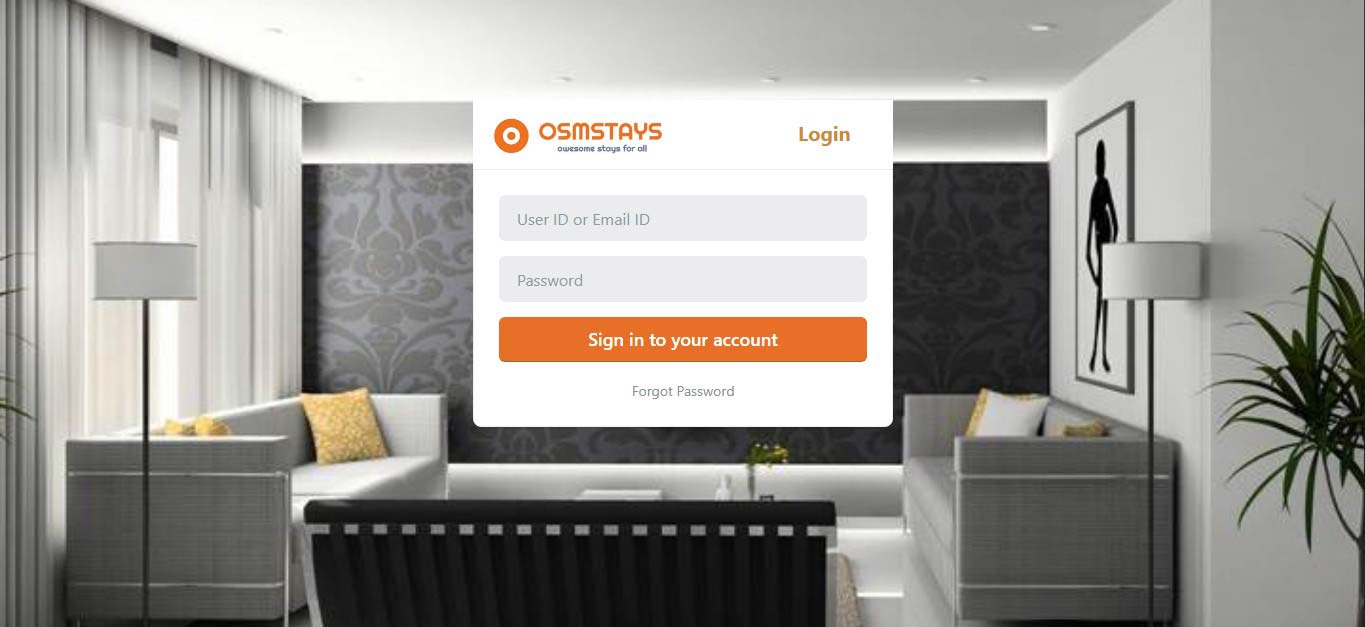 OSMSTAYS
awesome stays for all
Login
User ID or Email ID
Password
Sign in to your account
Forgot Password